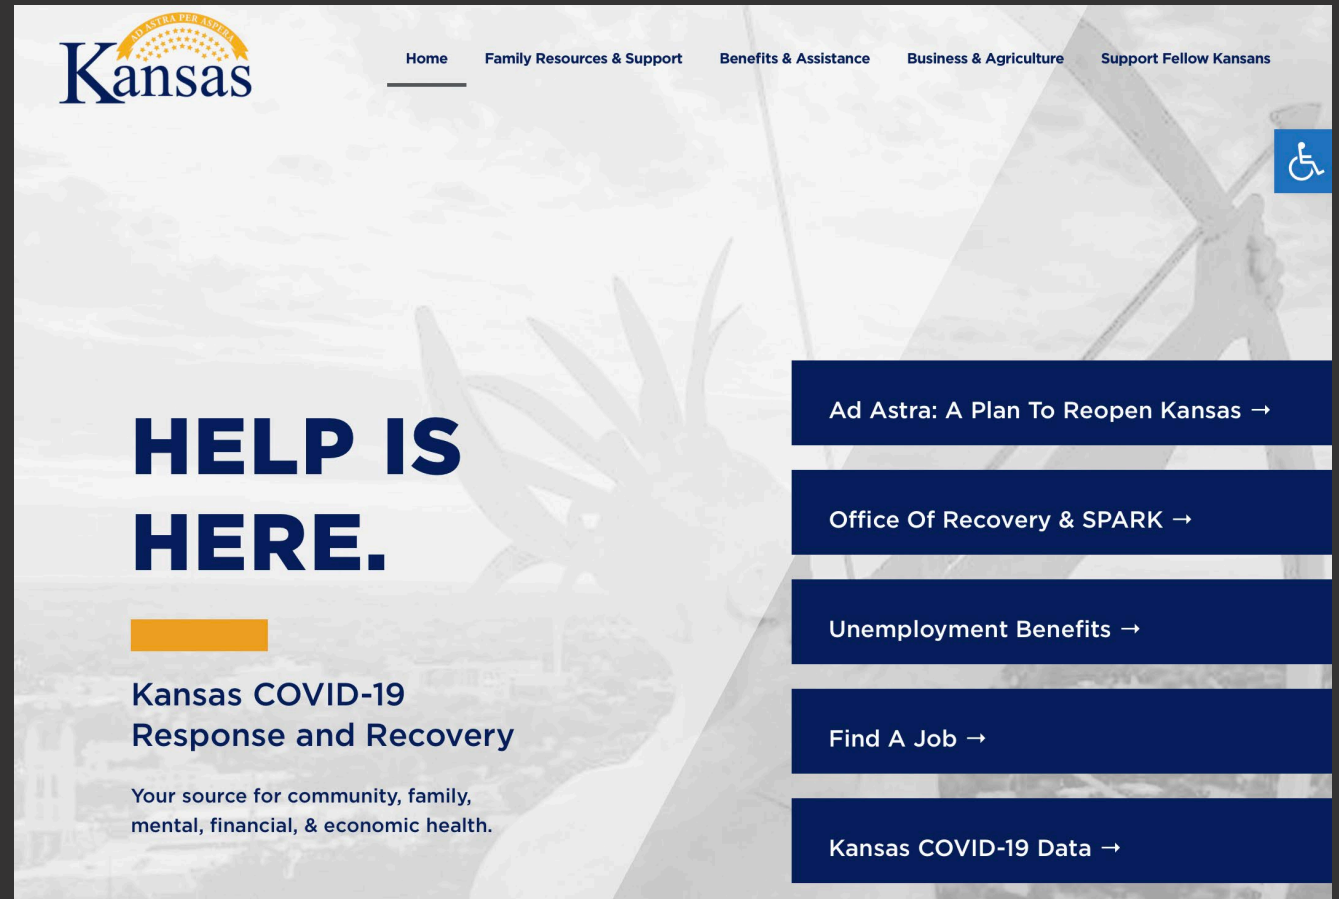 AD ASTRA PER ASPERA
Kansas
Home
Family Resources & Support
Benefits & Assistance
Business & Agriculture
Support Fellow Kansans
HELP IS
HERE.
Kansas COVID-19
Response and Recovery
Your source for community, family,
mental, financial, & economic health.
Ad Astra: A Plan To Reopen Kansas →
Office Of Recovery & SPARK →
Unemployment Benefits →
Find A Job →
Kansas COVID-19 Data →